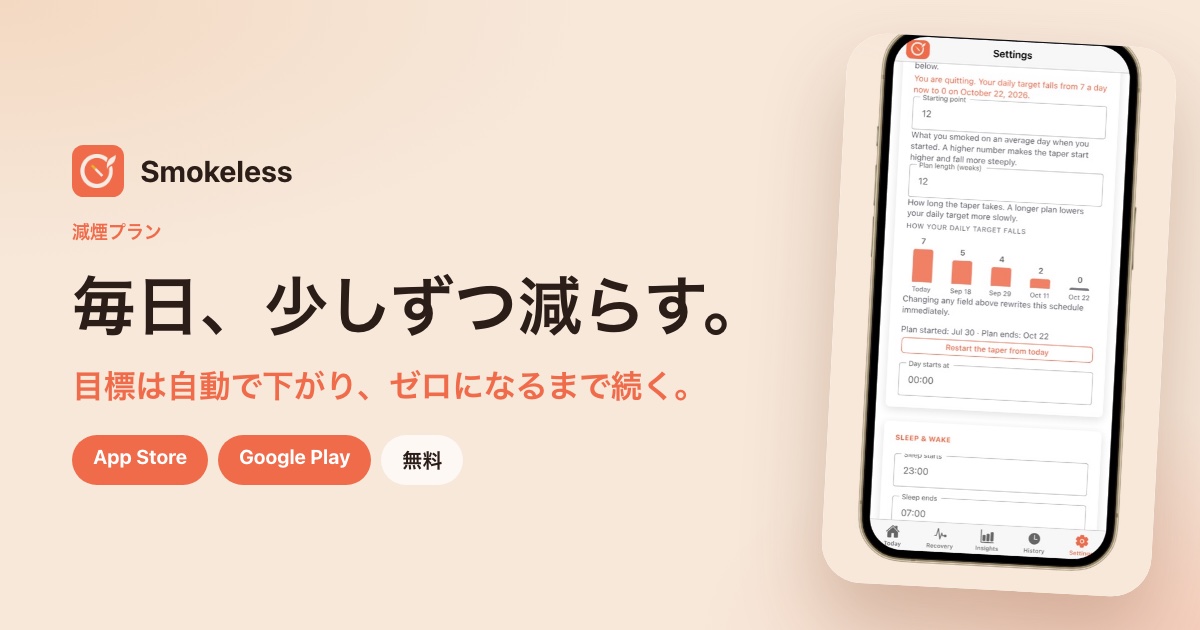 Smokeless
減煙プラン
毎日、少しずつ減らす。
目標は自動で下がり、ゼロになるまで続く。
App Store
Google Play
無料
Settings
below.
You are quitting. Your daily target falls from 7 a day
now to 0 on October 22, 2026.
Starting point
12
What you smoked on an average day when you
started. A higher number makes the taper start
higher and fall more steeply.
Plan length (weeks)
12
How long the taper takes. A longer plan lowers
your daily target more slowly.
HOW YOUR DAILY TARGET FALLS
7 5 4 2 0
Today Sep 18 Sep 29 Oct 11 Oct 22
Changing any field above rewrites this schedule
immediately.
Plan started: Jul 30 · Plan ends: Oct 22
Restart the taper from today
Day starts at
00:00
SLEEP & WAKE
Sleep starts
23:00
Sleep ends
07:00
Today Recovery Insights History Settings